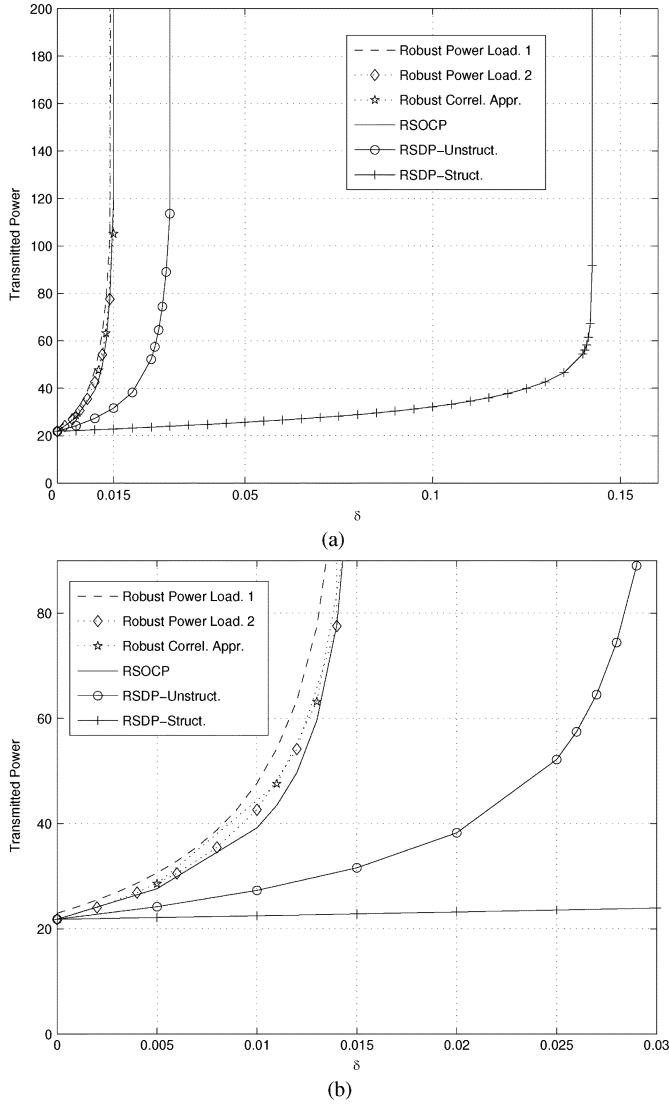 200
180
160
140
120
100
80
60
40
20
0
Transmitted Power
Robust Power Load. 1
Robust Power Load. 2
Robust Correl. Appr.
RSOCP
RSDP-Unstruct.
RSDP-Struct.
0
0.015
0.05
0.1
0.15
δ
(a)
80
60
40
20
0
Transmitted Power
Robust Power Load. 1
Robust Power Load. 2
Robust Correl. Appr.
RSOCP
RSDP-Unstruct.
RSDP-Struct.
0
0.005
0.01
0.015
0.02
0.025
0.03
δ
(b)